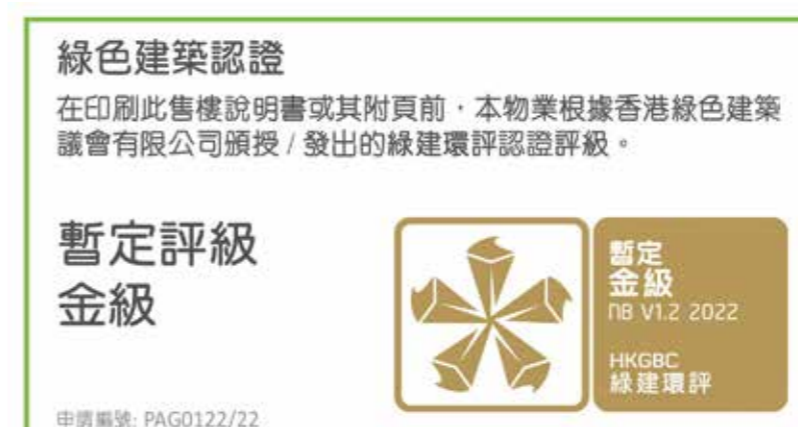 綠色建築認證
在印刷此售樓說明書或其附頁前，本物業根據香港綠色建築
議會有限公司頒授 / 發出的綠建環評認證評級。
暫定評級
金級
暫定
金級
NB V1.2 2022
HKGBC
綠建環評
申請編號: PAG0122/22